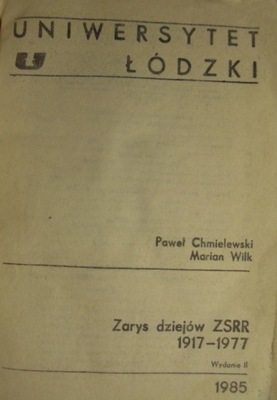 UNIWERSYTET
ŁÓDZKI
Paweł Chmielewski
Marian Wilk
Zarys dziejów ZSRR
1917-1977
Wydanie II
1985